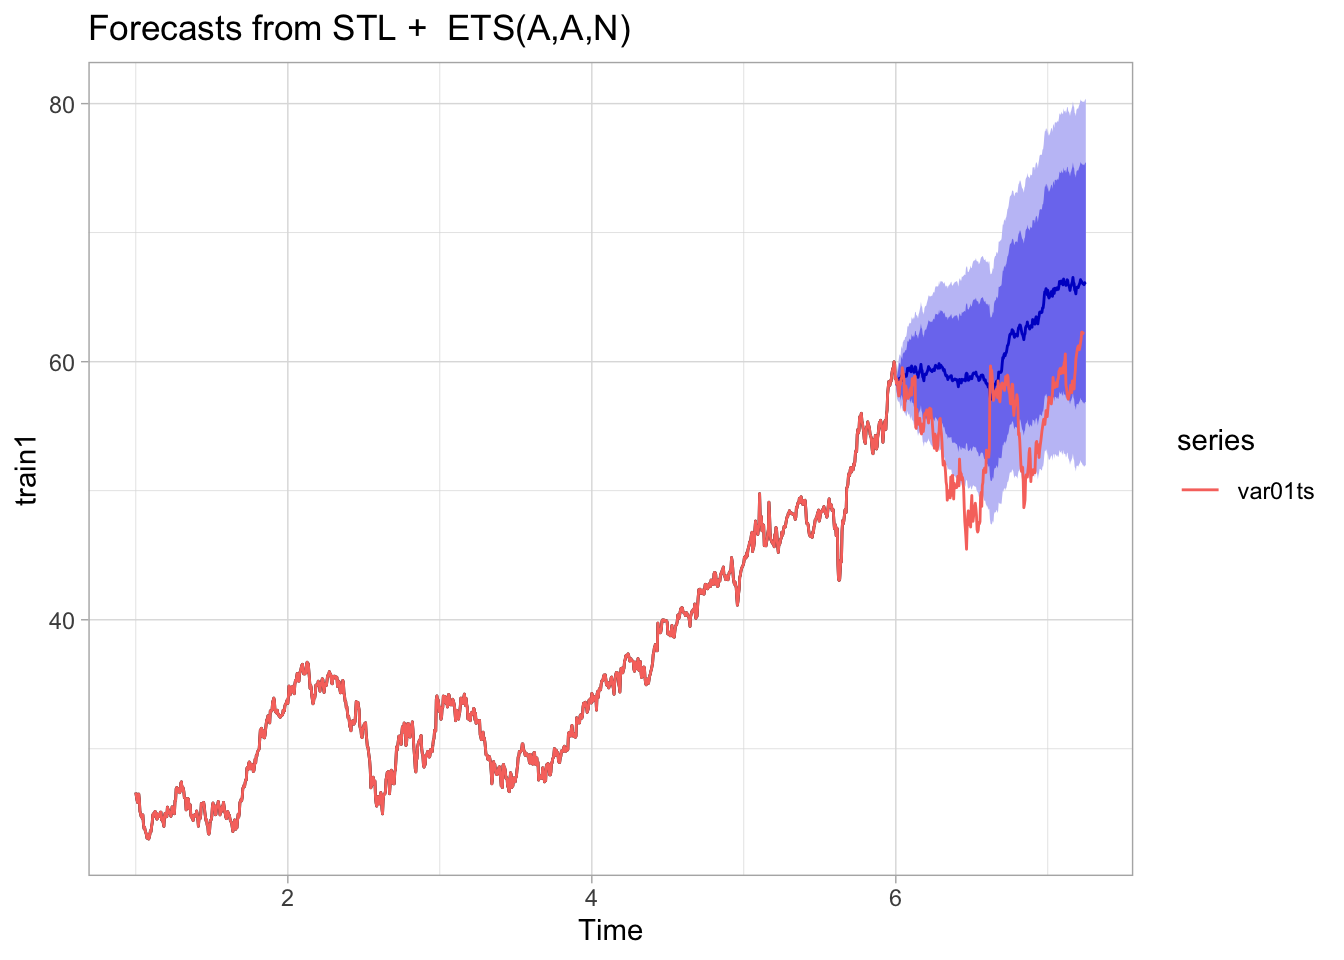 Forecasts from STL +  ETS(A,A,N)
80
60
40
train1
2
4
6
Time
series
var01ts